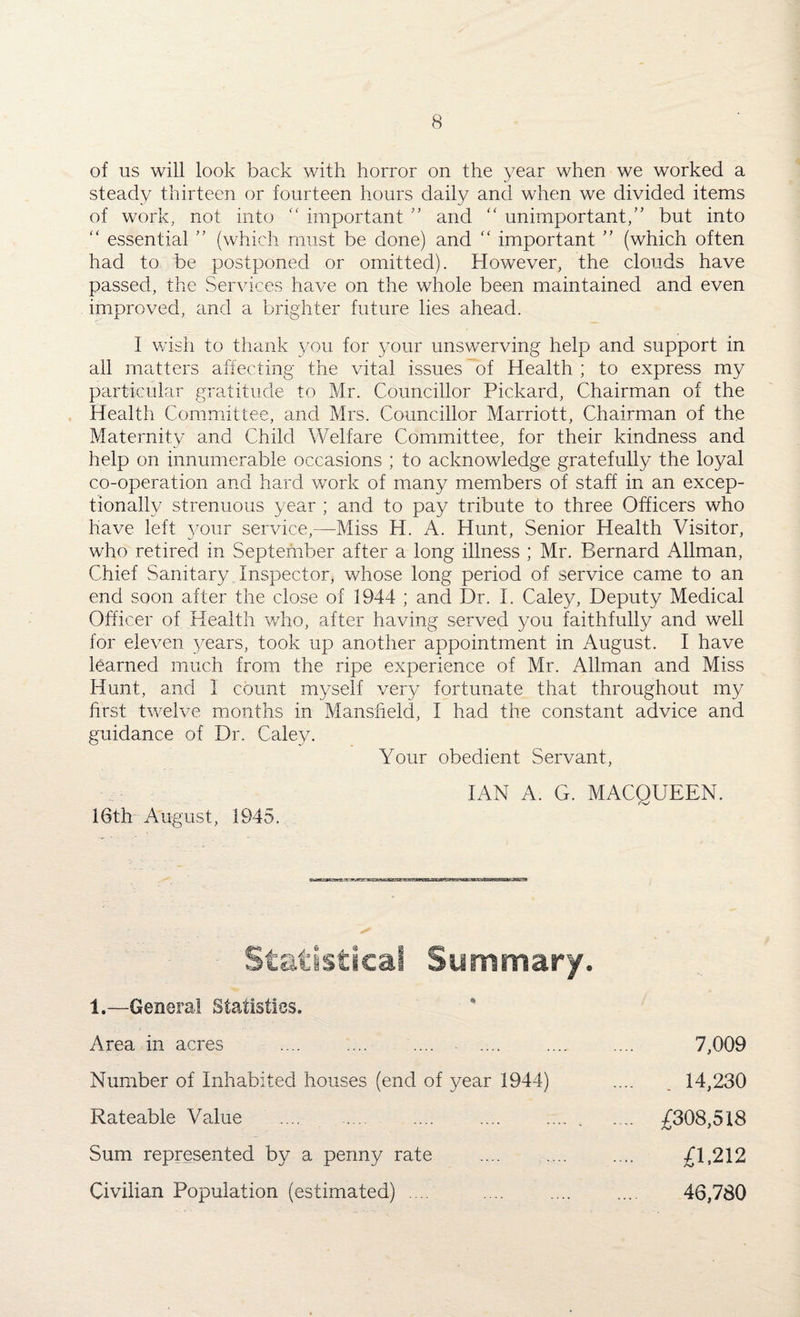 8
of us will look back with horror on the year when we worked a
steady thirteen or fourteen hours daily and when we divided items
of work, not into “ important ” and “ unimportant,” but into
“ essential ” (which must be done) and “ important ” (which often
had to be postponed or omitted). However, the clouds have
passed, the Services have on the whole been maintained and even
improved, and a brighter future lies ahead.
I wish to thank you for your unswerving help and support in
all matters affecting the vital issues of Health ; to express my
particular gratitude to Mr. Councillor Pickard, Chairman of the
Health Committee, and Mrs. Councillor Marriott, Chairman of the
Maternity and Child Welfare Committee, for their kindness and
help on innumerable occasions ; to acknowledge gratefully the loyal
co-operation and hard work of many members of staff in an excep-
tionally strenuous year ; and to pay tribute to three Officers who
have left your service,—Miss H. A. Hunt, Senior Health Visitor,
who retired in September after a long illness ; Mr. Bernard Allman,
Chief Sanitary Inspector, whose long period of service came to an
end soon after the close of 1944 ; and Dr. I. Caley, Deputy Medical
Officer of Health who, after having served you faithfully and well
for eleven years, took up another appointment in August. I have
learned much from the ripe experience of Mr. Allman and Miss
Hunt, and I count myself very fortunate that throughout my
first twelve months in Mansfield, I had the constant advice and
guidance of Dr. Caley.
Your obedient Servant,
IAN A. G. MACQUEEN.
16th August, 1945.
Statistical Summary.
1.—General Statistics.
Area in acres .... .... .... .... .... .... 7,009
Number of Inhabited houses (end of year 1944) .... 14,230
Rateable Value .... .... .... .... .... .... £308,518
Sum represented by a penny rate .... .... .... £1,212
Civilian Population (estimated) .... .... .... .... 46,780